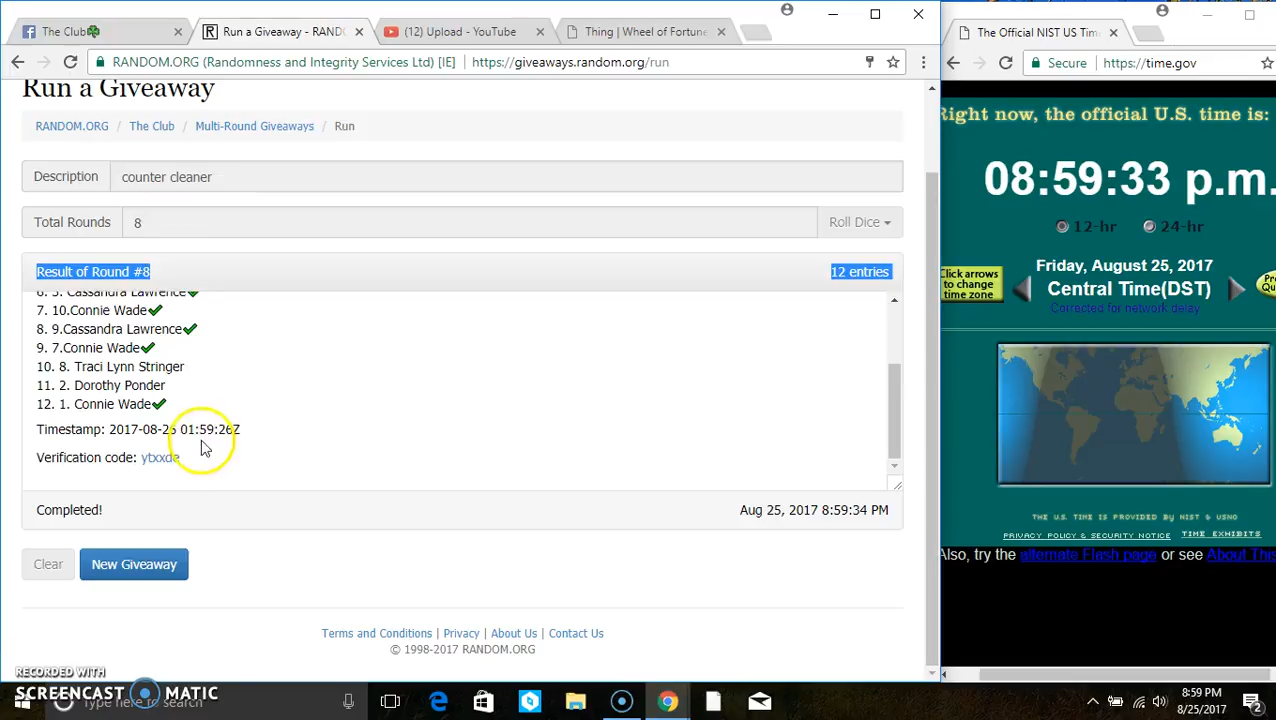 The Club
Run a Giveaway - RAND
(12) Upload - YouTube
Thing | Wheel of Fortune
The Official NIST US Tim
RANDOM.ORG (Randomness and Integrity Services Ltd) [IE]
https://giveaways.random.org/run
Secure
https://time.gov
Run a Giveaway
RANDOM.ORG / The Club / Multi-Round Giveaways / Run
Description
counter cleaner
Total Rounds
8
Roll Dice
Result of Round #8
12 entries
6. 3. Cassandra Lawrence
7. 10.Connie Wade
8. 9.Cassandra Lawrence
9. 7.Connie Wade
10. 8. Traci Lynn Stringer
11. 2. Dorothy Ponder
12. 1. Connie Wade
Timestamp: 2017-08-26 01:59:26Z
Verification code: ytxxde
Completed!
Aug 25, 2017 8:59:34 PM
Clear
New Giveaway
Terms and Conditions | Privacy | About Us | Contact Us
© 1998-2017 RANDOM.ORG
Right now, the official U.S. time is:
08:59:33 p.m.
12-hr
24-hr
Click arrows
to change
time zone
Friday, August 25, 2017
Central Time(DST)
Corrected for network delay
THE U.S. TIME IS PROVIDED BY NIST & USNO
PRIVACY POLICY & SECURITY NOTICE
TIME EXHIBITS
Also, try the alternate Flash page or see About This
RECORDED WITH
SCREENCAST MATIC
Type here to search
8:59 PM
8/25/2017
2